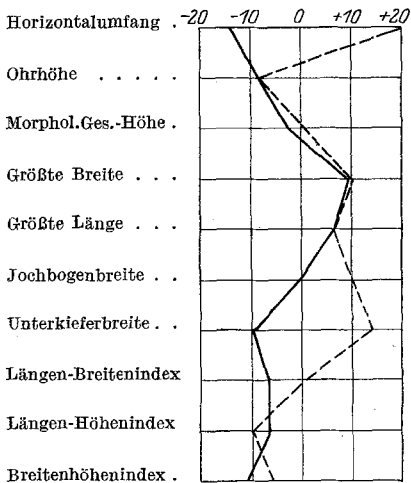 Horizontalumfang . -20 -10 0 +10 +20
Ohrhöhe . . . . .
Morphol.Ges.-Höhe .
Größte Breite . . .
Größte Länge . . .
Jochbogenbreite . .
Unterkieferbreite . .
Längen-Breitenindex
Längen-Höhenindex
Breitenhöhenindex .